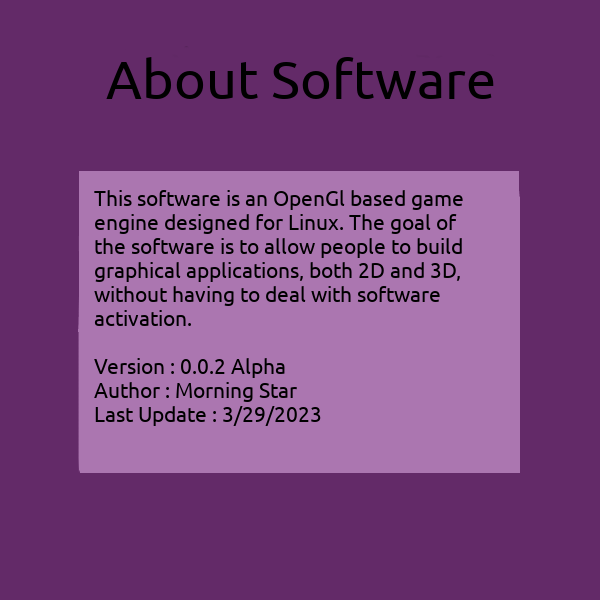 About Software
This software is an OpenGl based game
engine designed for Linux. The goal of
the software is to allow people to build
graphical applications, both 2D and 3D,
without having to deal with software
activation.
Version : 0.0.2 Alpha
Author : Morning Star
Last Update : 3/29/2023